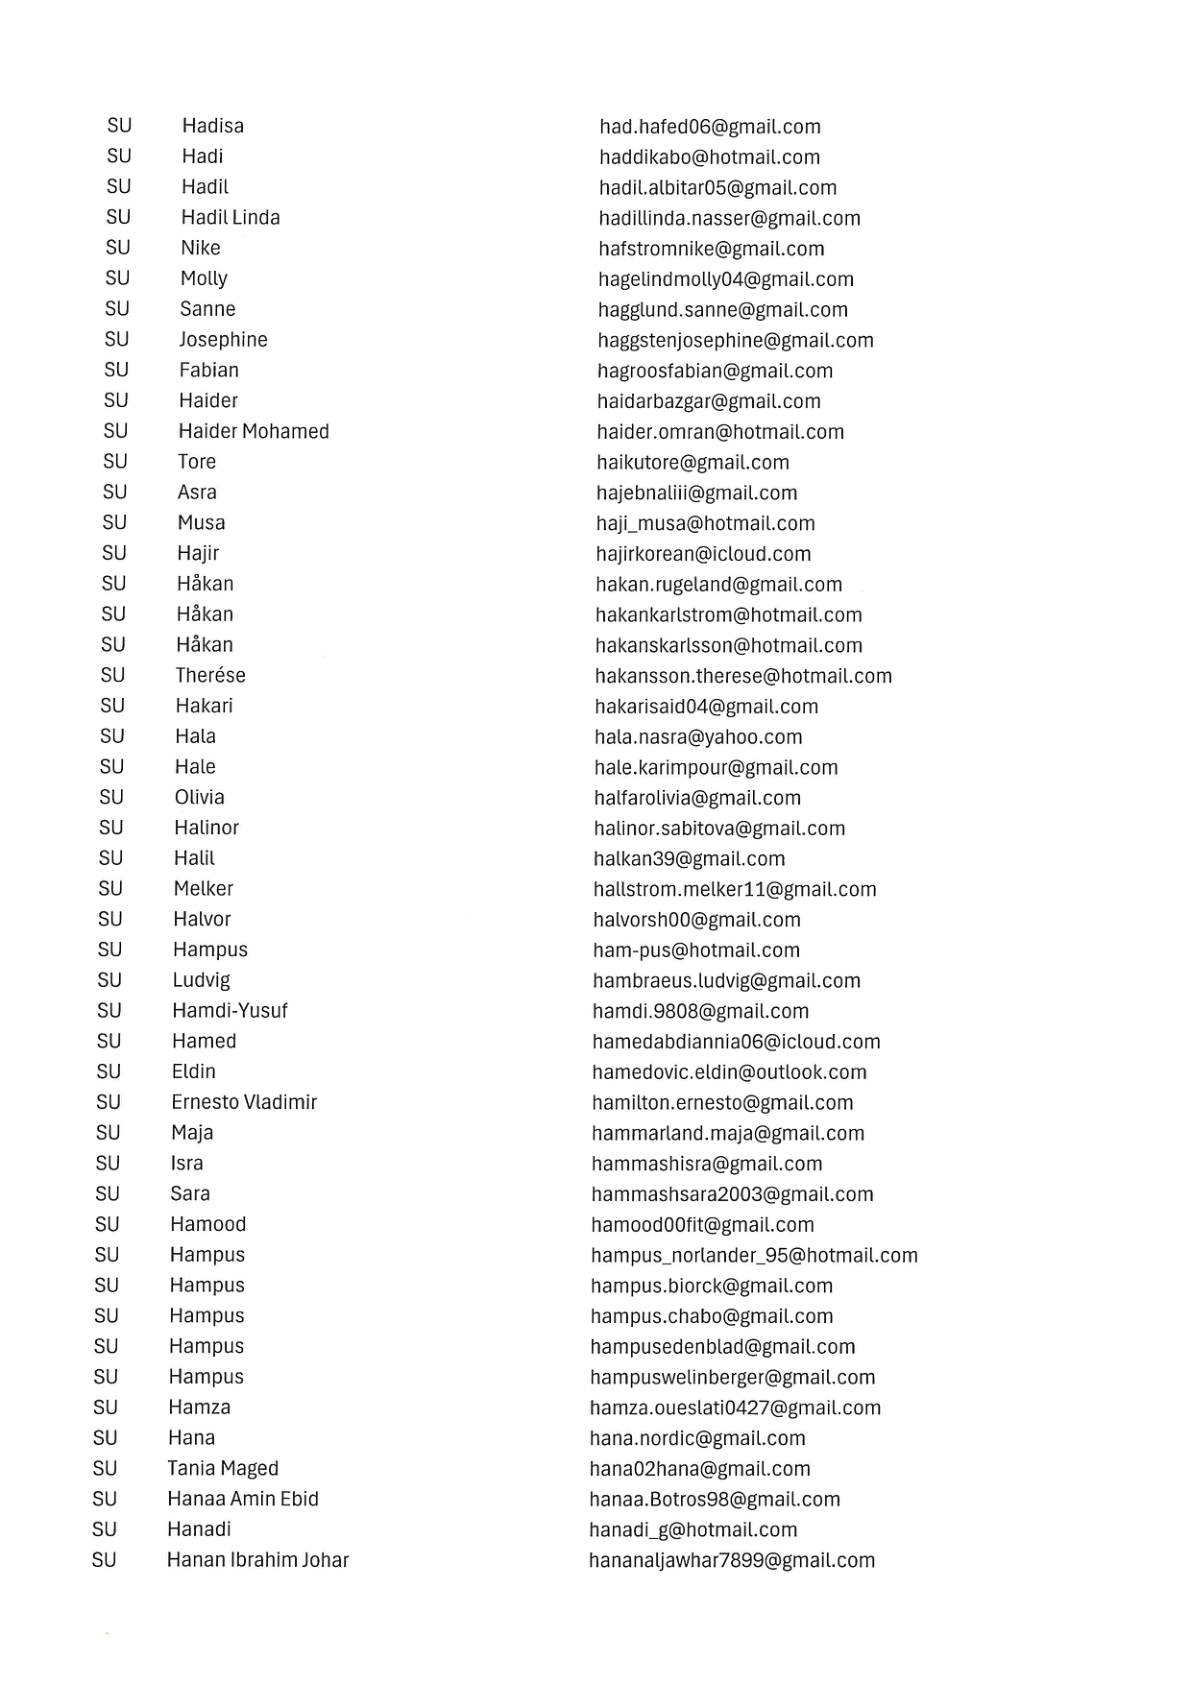 SU Hadisa had.hafed06@gmail.com
SU Hadi haddikabo@hotmail.com
SU Hadil hadil.albitar05@gmail.com
SU Hadil Linda hadillinda.nasser@gmail.com
SU Nike hafstromnike@gmail.com
SU Molly hagelindmolly04@gmail.com
SU Sanne hagglund.sanne@gmail.com
SU Josephine haggstenjosephine@gmail.com
SU Fabian hagroosfabian@gmail.com
SU Haider haidarbazgar@gmail.com
SU Haider Mohamed haider.omran@hotmail.com
SU Tore haikutore@gmail.com
SU Asra hajebnaliii@gmail.com
SU Musa haji_musa@hotmail.com
SU Hajir hajirkorean@icloud.com
SU Håkan hakan.rugeland@gmail.com
SU Håkan hakankarlstrom@hotmail.com
SU Håkan hakanskarlsson@hotmail.com
SU Therése hakansson.therese@hotmail.com
SU Hakari hakarisaid04@gmail.com
SU Hala hala.nasra@yahoo.com
SU Hale hale.karimpour@gmail.com
SU Olivia halfarolivia@gmail.com
SU Halinor halinor.sabitova@gmail.com
SU Halil halkan39@gmail.com
SU Melker hallstrom.melker11@gmail.com
SU Halvor halvorsh00@gmail.com
SU Hampus ham-pus@hotmail.com
SU Ludvig hambraeus.ludvig@gmail.com
SU Hamdi-Yusuf hamdi.9808@gmail.com
SU Hamed hamedabdiannia06@icloud.com
SU Eldin hamedovic.eldin@outlook.com
SU Ernesto Vladimir hamilton.ernesto@gmail.com
SU Maja hammarland.maja@gmail.com
SU Isra hammashisra@gmail.com
SU Sara hammashsara2003@gmail.com
SU Hamood hamood00fit@gmail.com
SU Hampus hampus_norlander_95@hotmail.com
SU Hampus hampus.biorck@gmail.com
SU Hampus hampus.chabo@gmail.com
SU Hampus hampusedenblad@gmail.com
SU Hampus hampuswelinberger@gmail.com
SU Hamza hamza.oueslati0427@gmail.com
SU Hana hana.nordic@gmail.com
SU Tania Maged hana02hana@gmail.com
SU Hanaa Amin Ebid hanaa.Botros98@gmail.com
SU Hanadi hanadi_g@hotmail.com
SU Hanan Ibrahim Johar hananaljawhar7899@gmail.com